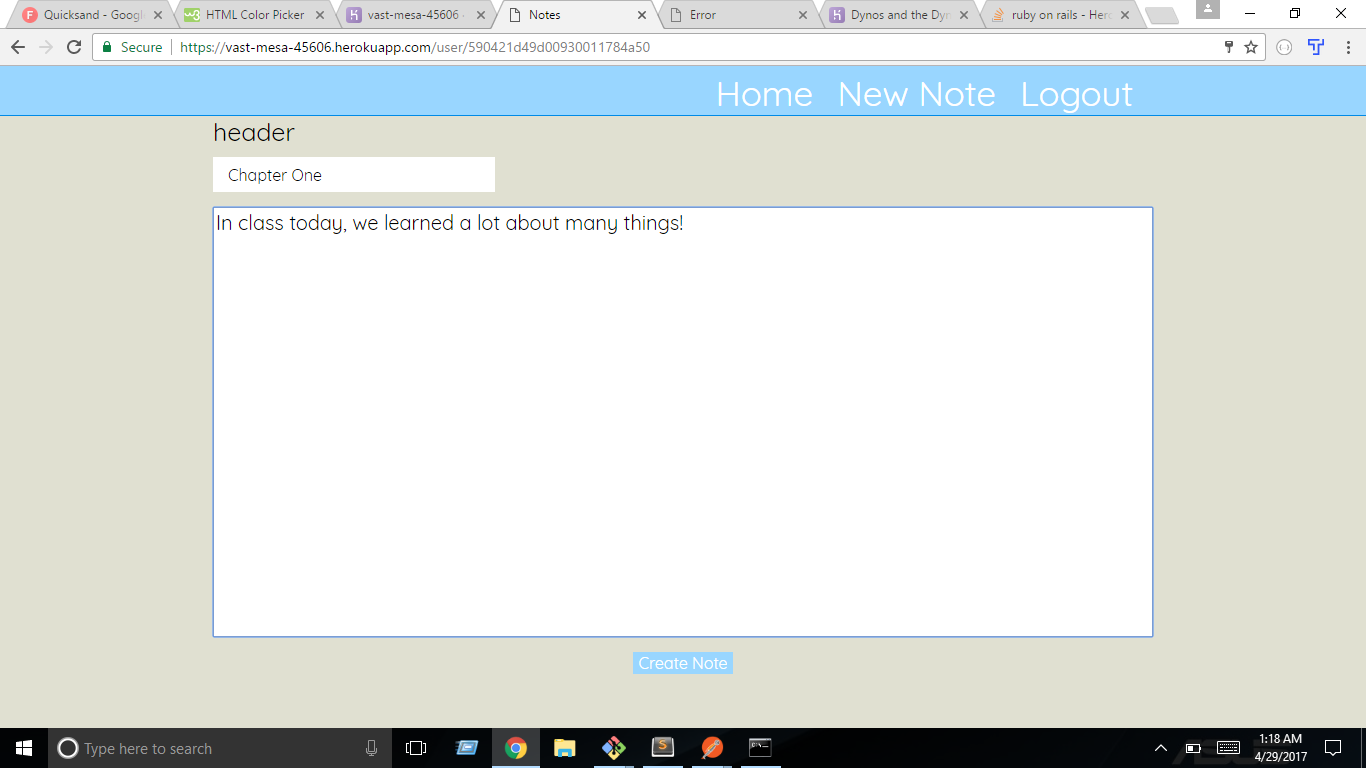 Quicksand - Googl
HTML Color Picker
vast-mesa-45606
Notes
Error
Dynos and the Dyn
ruby on rails - Her
Secure
https://vast-mesa-45606.herokuapp.com/user/590421d49d00930011784a50
Home New Note Logout
header
Chapter One
In class today, we learned a lot about many things!
Create Note
Type here to search
1:18 AM
4/29/2017